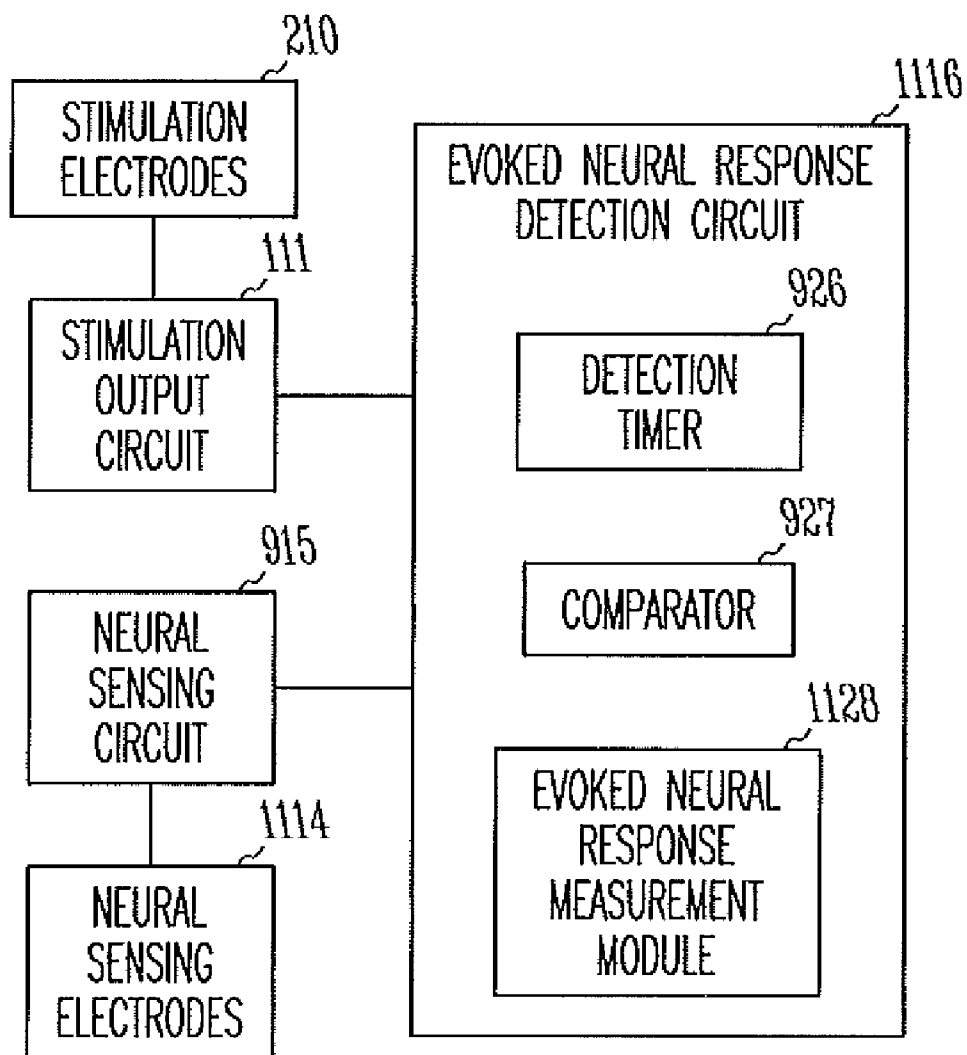 210
STIMULATION
ELECTRODES
111
STIMULATION
OUTPUT
CIRCUIT
915
NEURAL
SENSING
CIRCUIT
1114
NEURAL
SENSING
ELECTRODES
1116
EVOKED NEURAL RESPONSE
DETECTION CIRCUIT
926
DETECTION
TIMER
927
COMPARATOR
1128
EVOKED NEURAL
RESPONSE
MEASUREMENT
MODULE